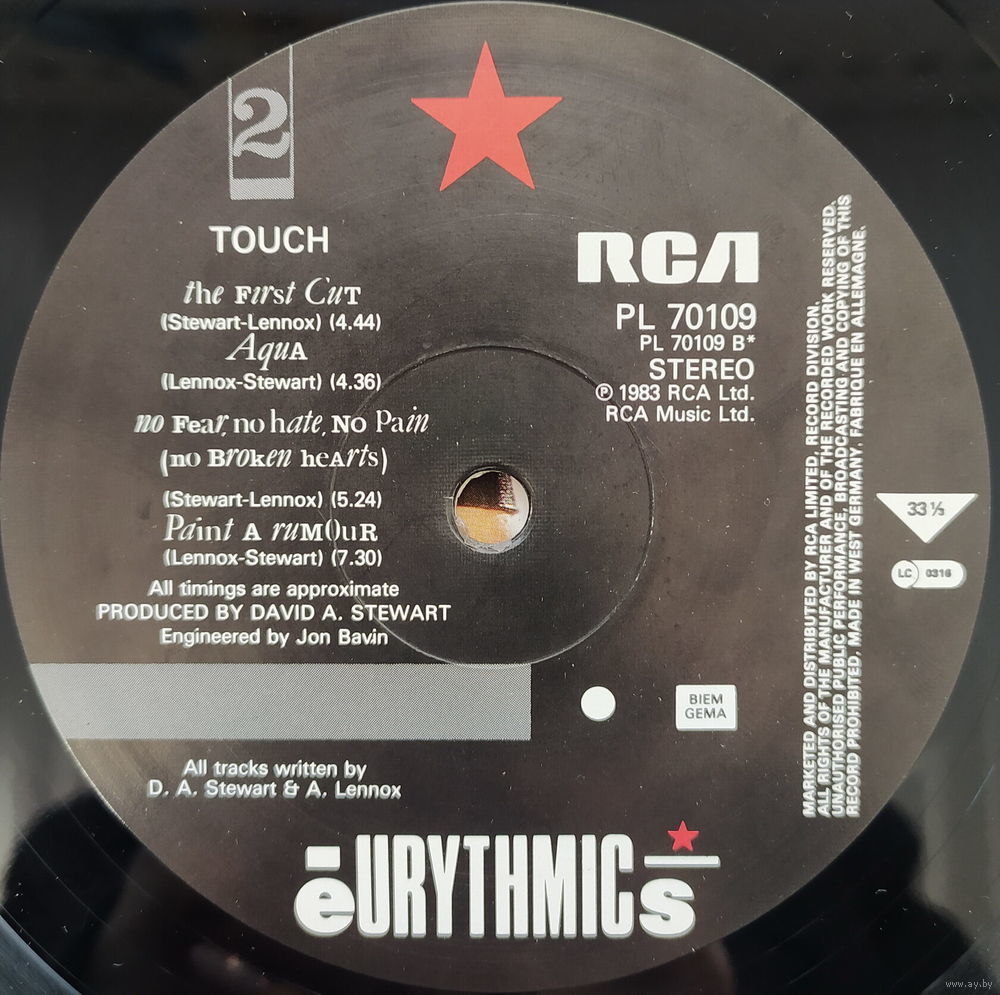 2
TOUCH
the First Cut
(Stewart-Lennox) (4.44)
Aqua
(Lennox-Stewart) (4.36)
no Fear, no hate, No Pain
(no Broken heArts)
(Stewart-Lennox) (5.24)
Paint A ruMOuR
(Lennox-Stewart) (7.30)
All timings are approximate
PRODUCED BY DAVID A. STEWART
Engineered by Jon Bavin
RCA
PL 70109
PL 70109 B*
STEREO
℗ 1983 RCA Ltd.
RCA Music Ltd.
MARKETED AND DISTRIBUTED BY RCA LIMITED, RECORD DIVISION.
ALL RIGHTS OF THE MANUFACTURER AND OF THE RECORDED WORK RESERVED.
UNAUTHORISED PUBLIC PERFORMANCE, BROADCASTING AND COPYING OF THIS
RECORD PROHIBITED. MADE IN WEST GERMANY. FABRIQUE EN ALLEMAGNE.
33⅓
LC 0316
BIEM
GEMA
All tracks written by
D. A. Stewart & A. Lennox
eURYTHMICs
www.ay.by